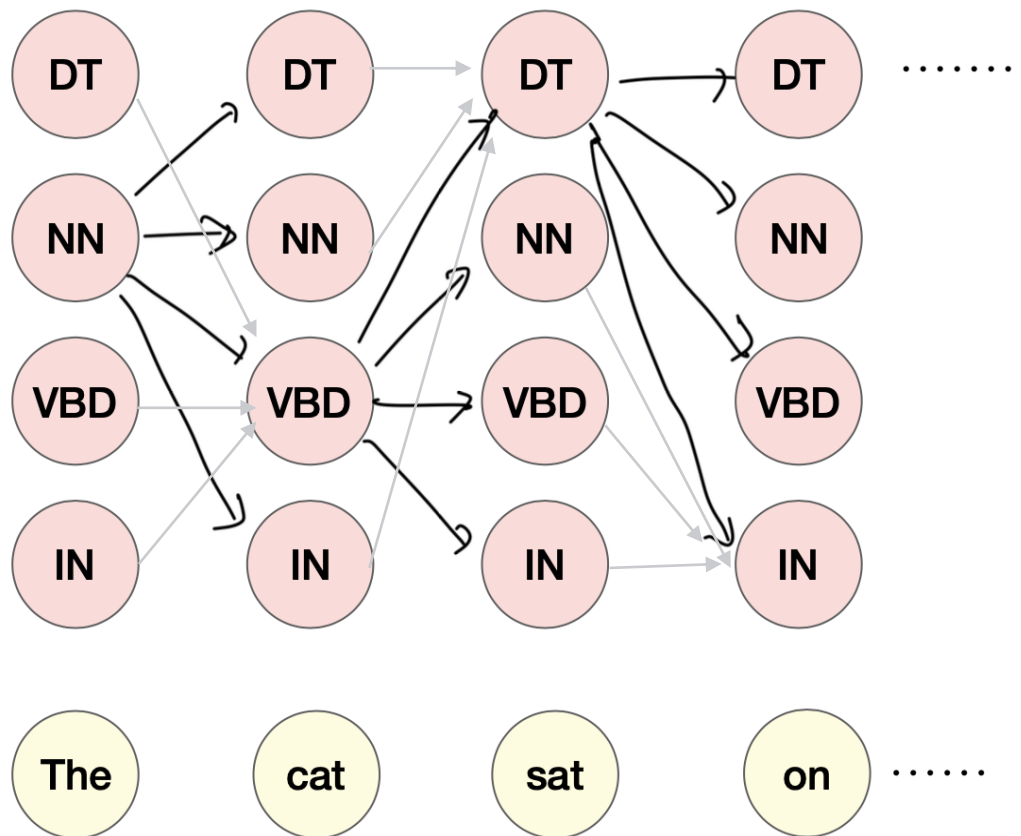 DT DT DT DT .......
NN NN NN NN
VBD VBD VBD VBD
IN IN IN IN
The cat sat on ......